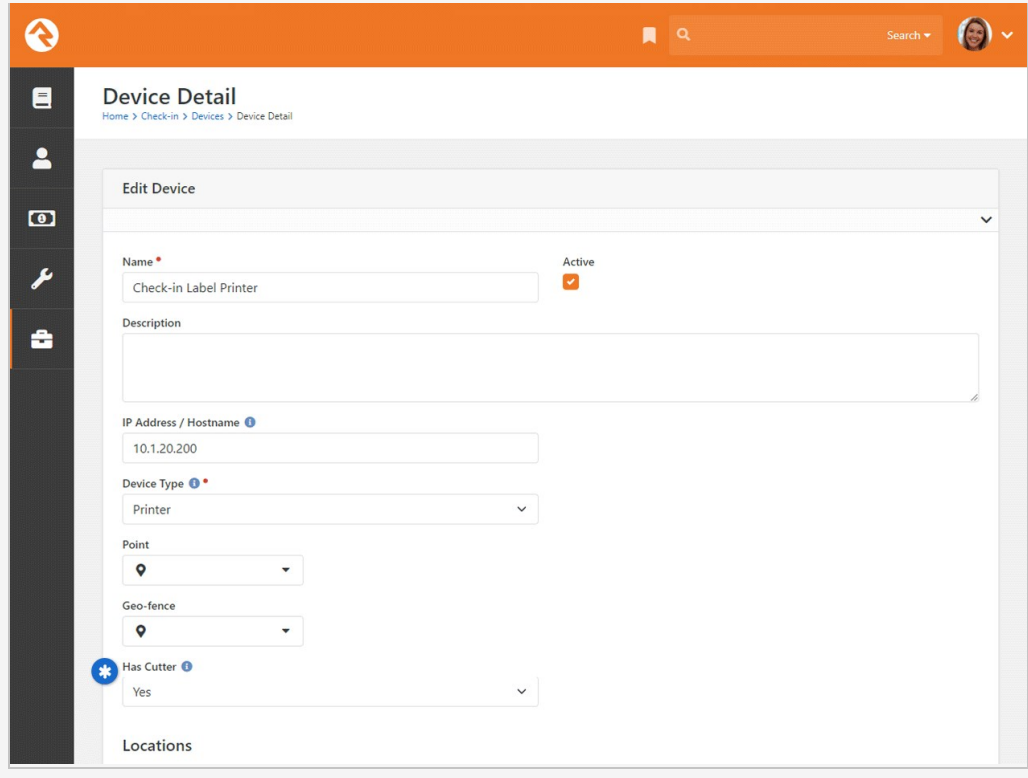 Search
Device Detail
Home > Check-in > Devices > Device Detail
Edit Device
Name
Active
Check-in Label Printer
Description
IP Address / Hostname
10.1.20.200
Device Type
Printer
Point
Geo-fence
Has Cutter
Yes
Locations